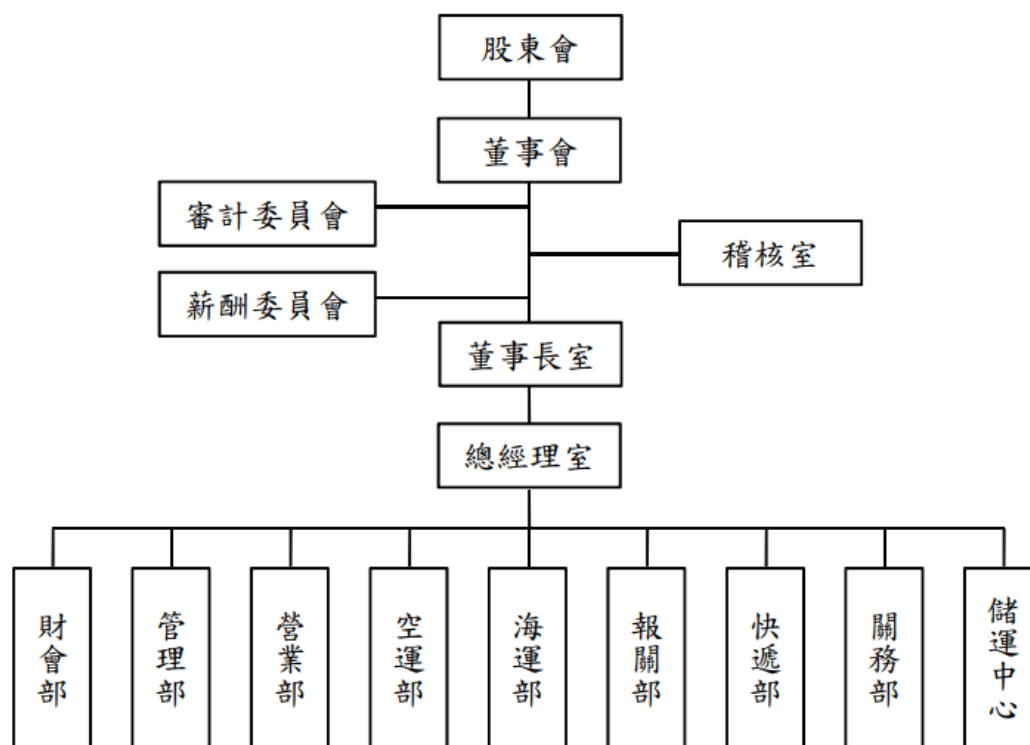 股東會
董事會
審計委員會
稽核室
薪酬委員會
董事長室
總經理室
財會部
管理部
營業部
空運部
海運部
報關部
快遞部
關務部
儲運中心